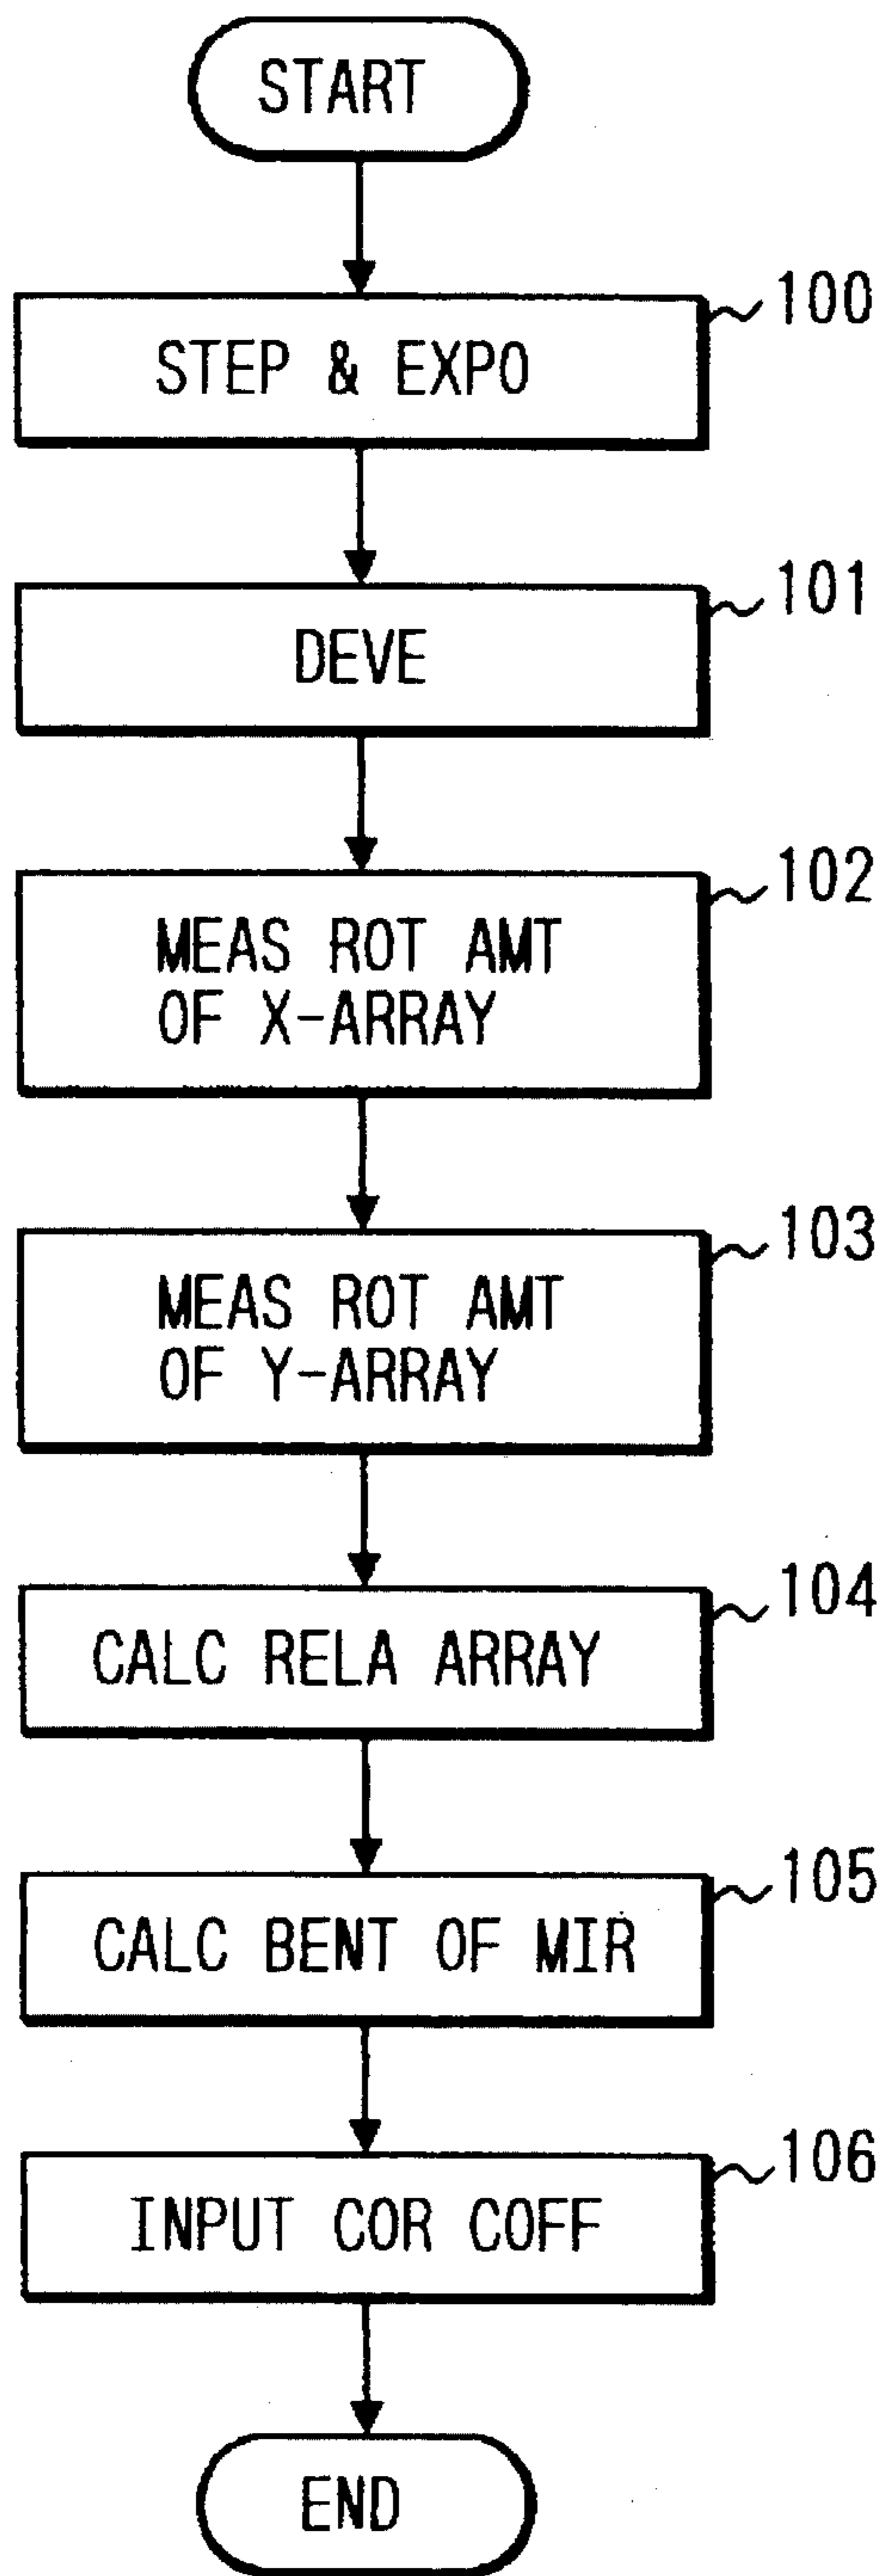 START
100
STEP & EXPO
101
DEVE
102
MEAS ROT AMT
OF X-ARRAY
103
MEAS ROT AMT
OF Y-ARRAY
104
CALC RELA ARRAY
105
CALC BENT OF MIR
106
INPUT COR COFF
END